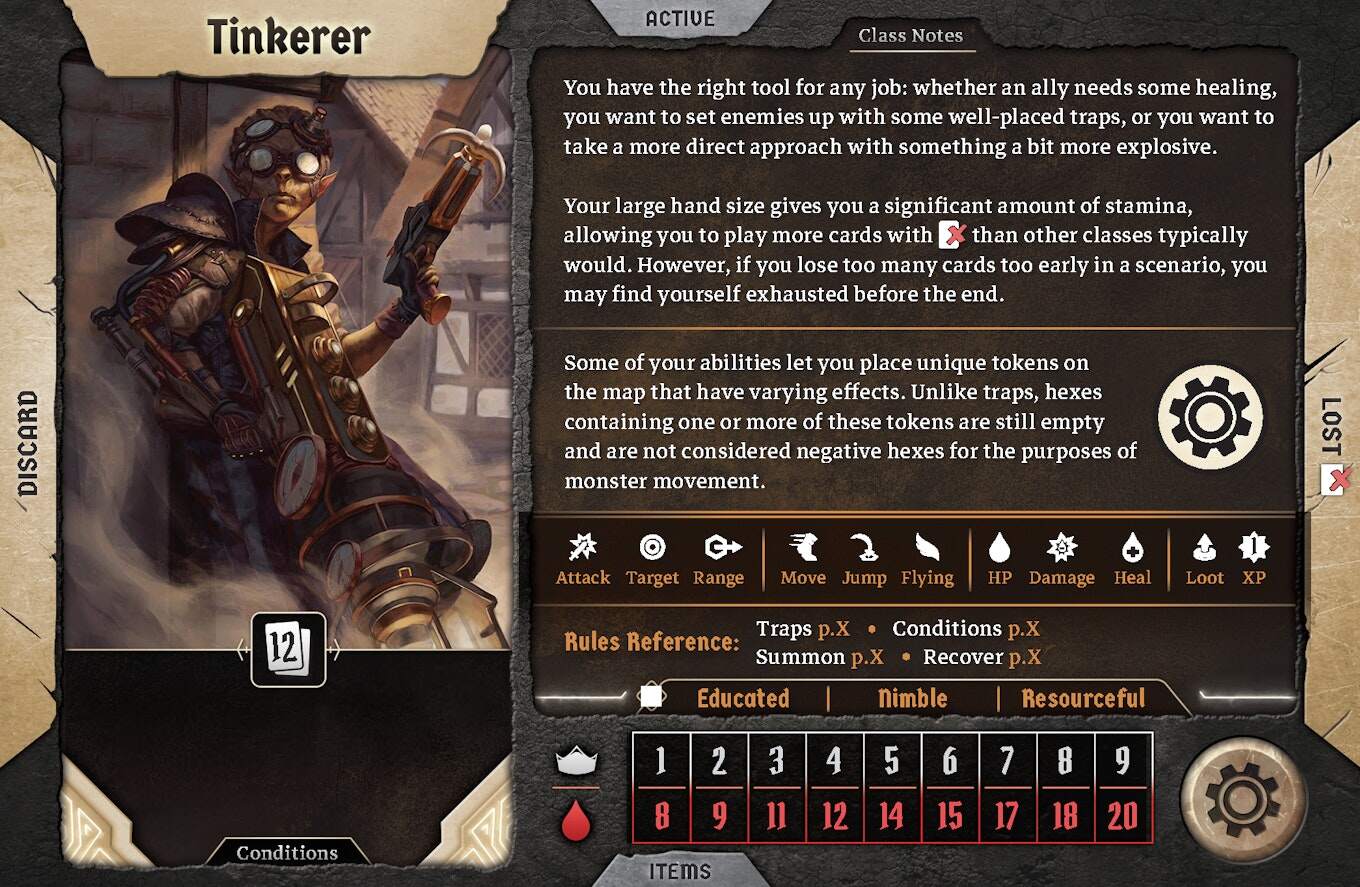 Tinkerer
ACTIVE
Class Notes
You have the right tool for any job: whether an ally needs some healing,
you want to set enemies up with some well-placed traps, or you want to
take a more direct approach with something a bit more explosive.
Your large hand size gives you a significant amount of stamina,
allowing you to play more cards with than other classes typically
would. However, if you lose too many cards too early in a scenario, you
may find yourself exhausted before the end.
Some of your abilities let you place unique tokens on
the map that have varying effects. Unlike traps, hexes
containing one or more of these tokens are still empty
and are not considered negative hexes for the purposes of
monster movement.
DISCARD
LOST
Attack Target Range Move Jump Flying HP Damage Heal Loot 1 XP
Rules Reference:
Traps p.X • Conditions p.X
Summon p.X • Recover p.X
12
Educated | Nimble | Resourceful
1 2 3 4 5 6 7 8 9
8 9 11 12 14 15 17 18 20
Conditions
ITEMS